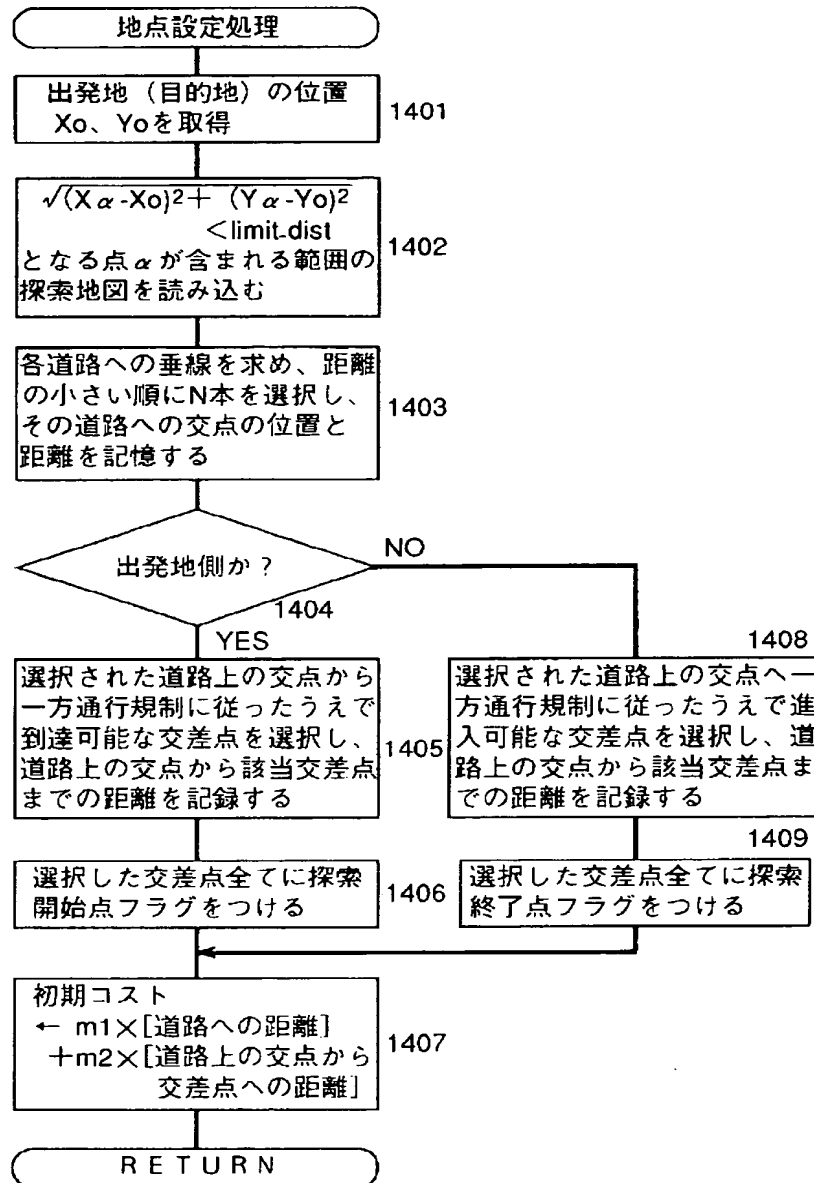 地点設定処理
出発地（目的地）の位置
Xo、Yoを取得
1401
√(Xα-Xo)²+（Yα-Yo)²
<limit-dist
となる点αが含まれる範囲の
探索地図を読み込む
1402
各道路への垂線を求め、距離
の小さい順にN本を選択し、
その道路への交点の位置と
距離を記憶する
1403
出発地側か？
1404
NO
YES
選択された道路上の交点から
一方通行規制に従ったうえで
到達可能な交差点を選択し、
道路上の交点から該当交差点
までの距離を記録する
1405
選択した交差点全てに探索
開始点フラグをつける
1406
1408
選択された道路上の交点へ一
方通行規制に従ったうえで進
入可能な交差点を選択し、道
路上の交点から該当交差点ま
での距離を記録する
1409
選択した交差点全てに探索
終了点フラグをつける
初期コスト
← m1×[道路への距離]
+m2×[道路上の交点から
交差点への距離]
1407
RETURN